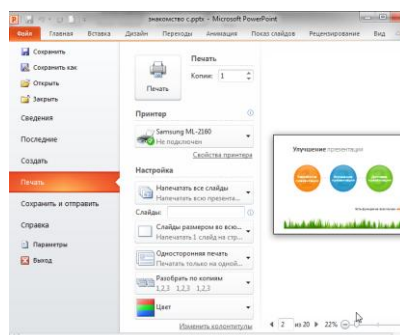 знакомство с.pptx - Microsoft PowerPoint
Файл Главная Вставка Дизайн Переходы Анимация Показ слайдов Рецензирование Вид
Сохранить
Сохранить как
Открыть
Закрыть
Сведения
Последние
Создать
Печать
Сохранить и отправить
Справка
Параметры
Выход
Печать
Копии: 1
Печать
Принтер
Samsung ML-2160
Не подключен
Свойства принтера
Настройка
Напечатать все слайды
Напечатать всю презента...
Слайды:
Слайды размером во всю...
Напечатать 1 слайд на стр...
Односторонняя печать
Печатать только на одной...
Разобрать по копиям
1,2,3 1,2,3 1,2,3
Цвет
Изменить колонтитулы
Улучшение презентации
2 из 20 22%